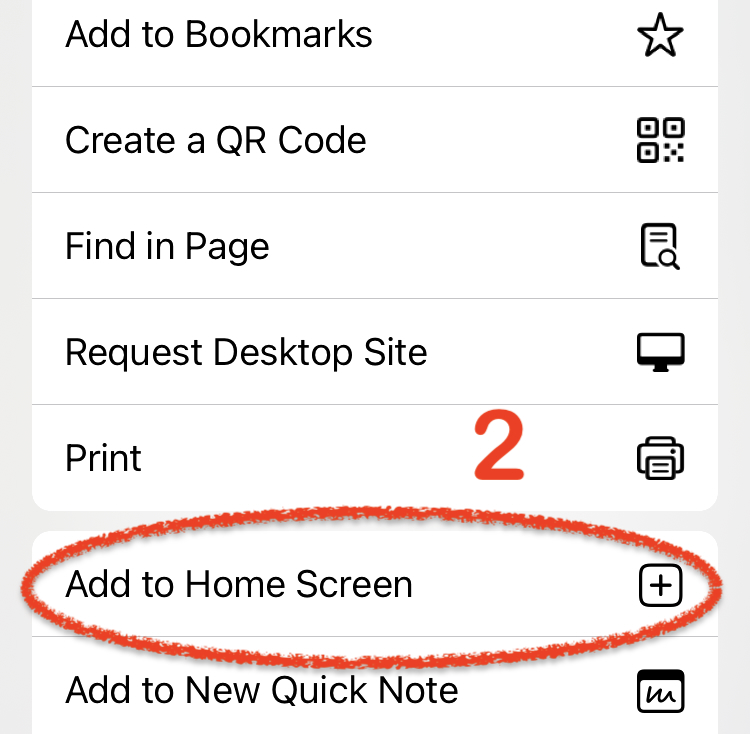 Add to Bookmarks
Create a QR Code
Find in Page
Request Desktop Site
2
Print
Add to Home Screen
Add to New Quick Note